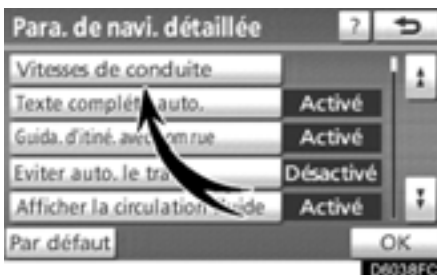 Para. de navi. détaillée ?
Vitesses de conduite
Texte complét. auto. Activé
Guida. d'itiné. avec nom rue Activé
Eviter auto. le Désactivé
Afficher la circulation Activé
Par défaut OK
D6038FC